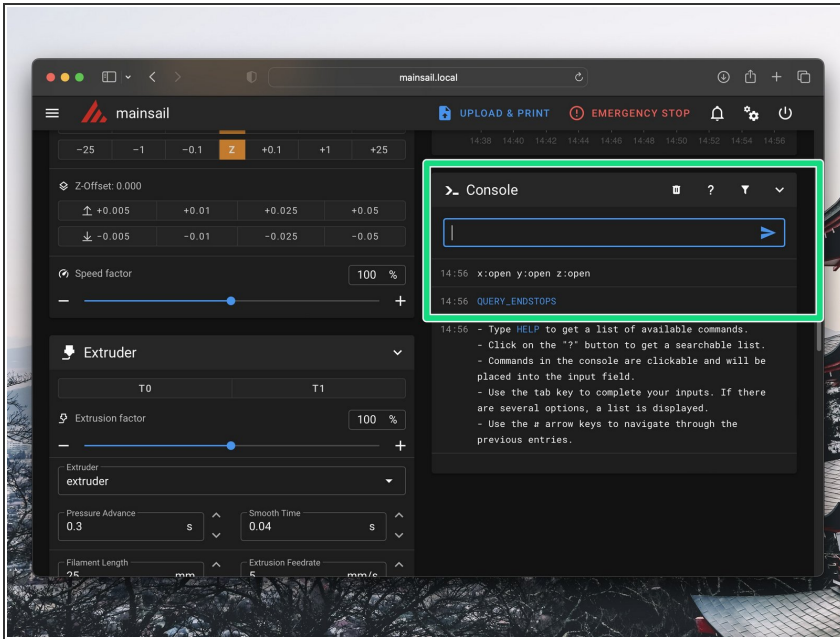 mainsail.local
mainsail
UPLOAD & PRINT
EMERGENCY STOP
-25 -1 -0.1 Z +0.1 +1 +25
Z-Offset: 0.000
+0.005 +0.01 +0.025 +0.05
-0.005 -0.01 -0.025 -0.05
Speed factor
100 %
Extruder
T0 T1
Extrusion factor
100 %
Extruder
extruder
Pressure Advance
0.3 s
Smooth Time
0.04 s
Filament Length
25 mm
Extrusion Feedrate
5 mm/s
14:38 14:40 14:42 14:44 14:46 14:48 14:50 14:52 14:54 14:56
Console
14:56 x:open y:open z:open
14:56 QUERY_ENDSTOPS
14:56 - Type HELP to get a list of available commands.
- Click on the "?" button to get a searchable list.
- Commands in the console are clickable and will be
placed into the input field.
- Use the tab key to complete your inputs. If there
are several options, a list is displayed.
- Use the ⇵ arrow keys to navigate through the
previous entries.